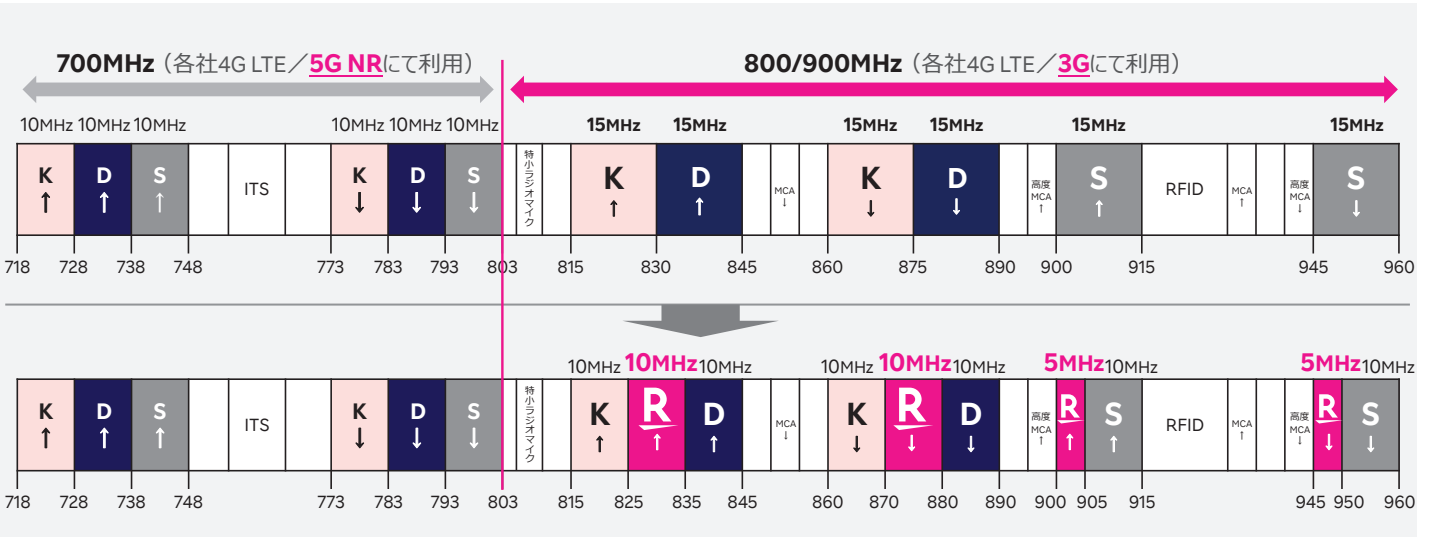 700MHz（各社4G LTE／5G NRにて利用）
800/900MHz（各社4G LTE／3Gにて利用）
10MHz 10MHz 10MHz 10MHz 10MHz 10MHz 15MHz 15MHz 15MHz 15MHz 15MHz 15MHz
K ↑ D ↑ S ↑ ITS K ↓ D ↓ S ↓ 特小ラジオマイク K ↑ D ↑ MCA ↓ K ↓ D ↓ 高度MCA ↑ S ↑ RFID MCA ↑ 高度MCA ↓ S ↓
718 728 738 748 773 783 793 803 815 830 845 860 875 890 900 915 945 960
10MHz 10MHz 10MHz 10MHz 10MHz 10MHz 5MHz 10MHz 5MHz 10MHz
K ↑ D ↑ S ↑ ITS K ↓ D ↓ S ↓ 特小ラジオマイク K ↑ R ↑ D ↑ MCA ↓ K ↓ R ↓ D ↓ 高度MCA ↑ R ↑ S ↑ RFID MCA ↑ 高度MCA ↓ R ↓ S ↓
718 728 738 748 773 783 793 803 815 825 835 845 860 870 880 890 900 905 915 945 950 960